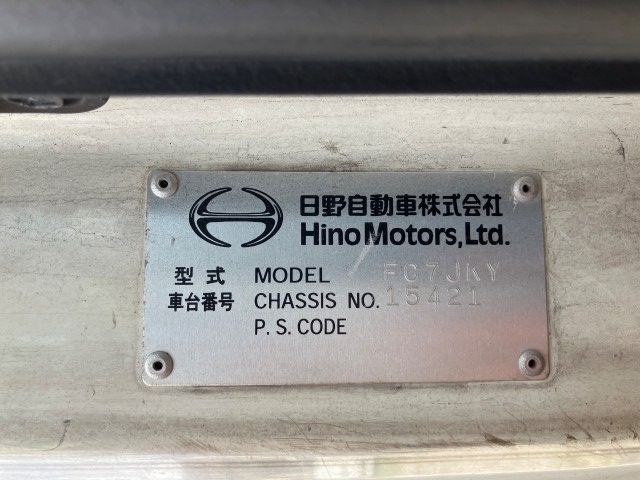 日野自動車株式会社
Hino Motors, Ltd.
型式 MODEL FC7JKY
車台番号 CHASSIS NO. 15421
P. S. CODE